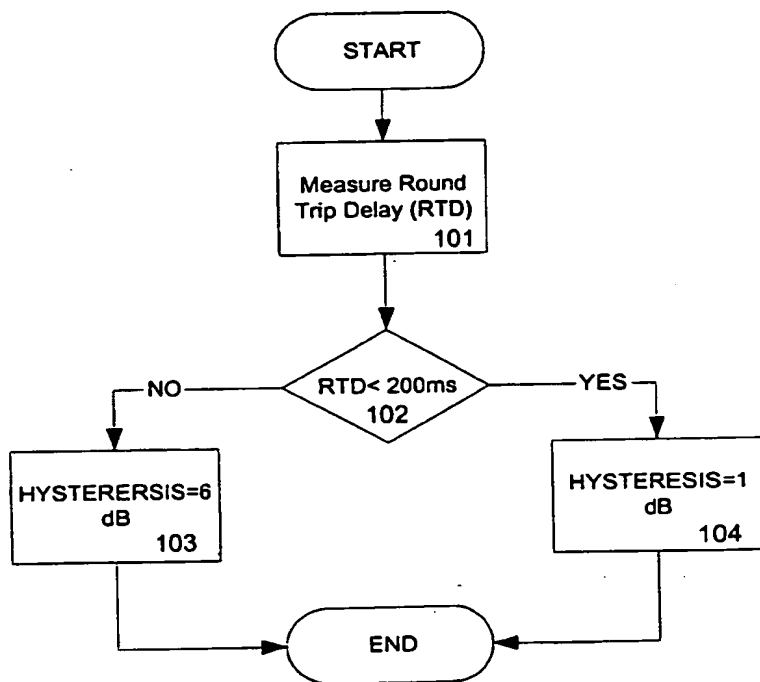 START
Measure Round
Trip Delay (RTD)
101
RTD< 200ms
102
NO
YES
HYSTERERSIS=6
dB
103
HYSTERESIS=1
dB
104
END